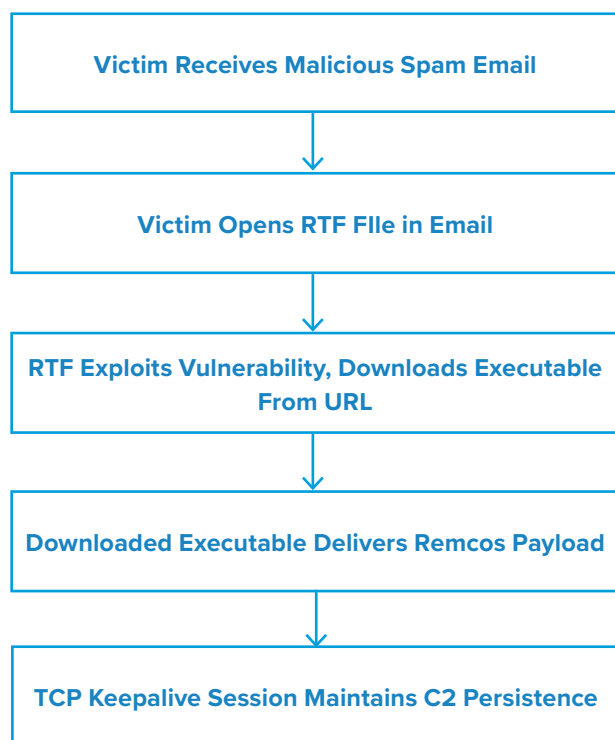 Victim Receives Malicious Spam Email
Victim Opens RTF FIle in Email
RTF Exploits Vulnerability, Downloads Executable
From URL
Downloaded Executable Delivers Remcos Payload
TCP Keepalive Session Maintains C2 Persistence